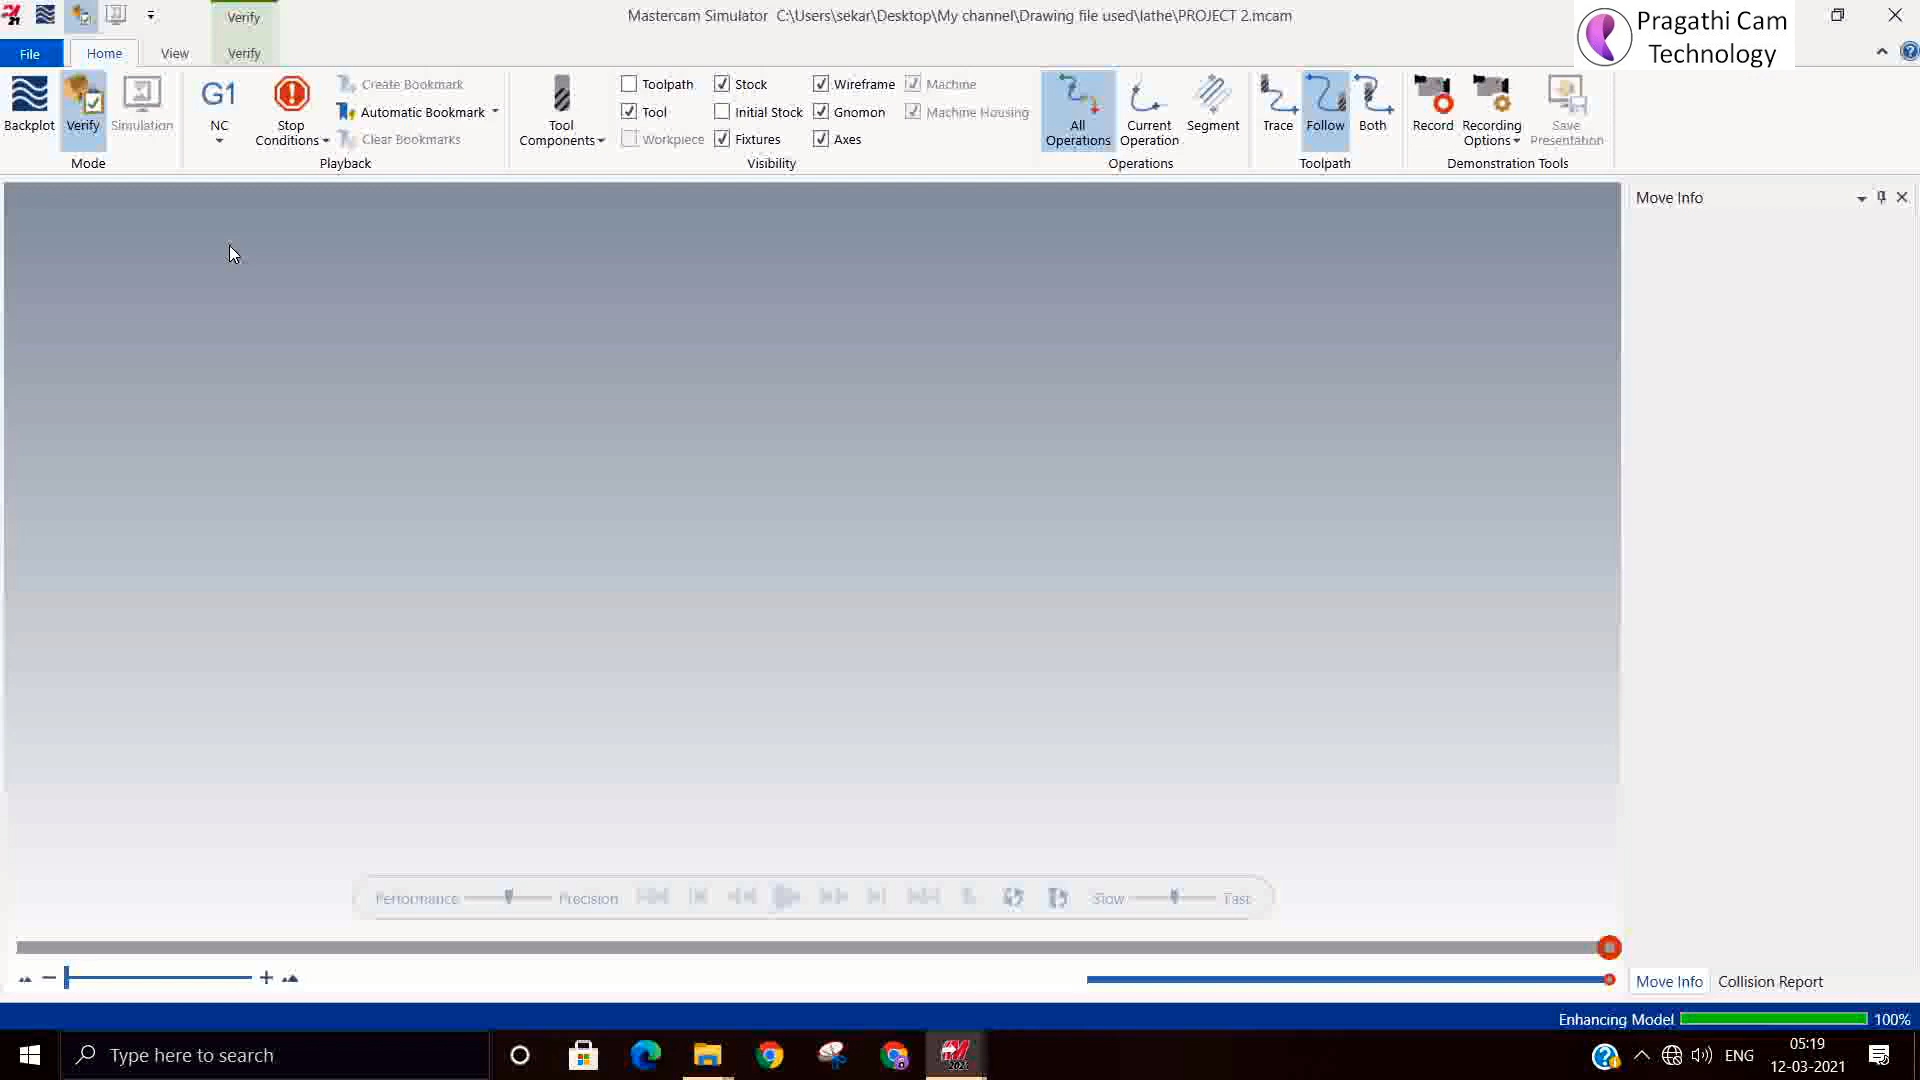 Verify
Mastercam Simulator C:\Users\sekar\Desktop\My channel\Drawing file used\lathe\PROJECT 2.mcam
Pragathi Cam
Technology
File
Home
View
Verify
Backplot
Verify
Simulation
Mode
G1
NC
Stop
Conditions
Create Bookmark
Automatic Bookmark
Clear Bookmarks
Playback
Tool
Components
Toolpath
Tool
Workpiece
Stock
Initial Stock
Fixtures
Wireframe
Gnomon
Axes
Machine
Machine Housing
Visibility
All
Operations
Current
Operation
Segment
Operations
Trace
Follow
Both
Toolpath
Record
Recording
Options
Save
Presentation
Demonstration Tools
Move Info
Performance
Precision
Slow
Fast
Move Info
Collision Report
Enhancing Model
100%
Type here to search
2021
ENG
05:19
12-03-2021